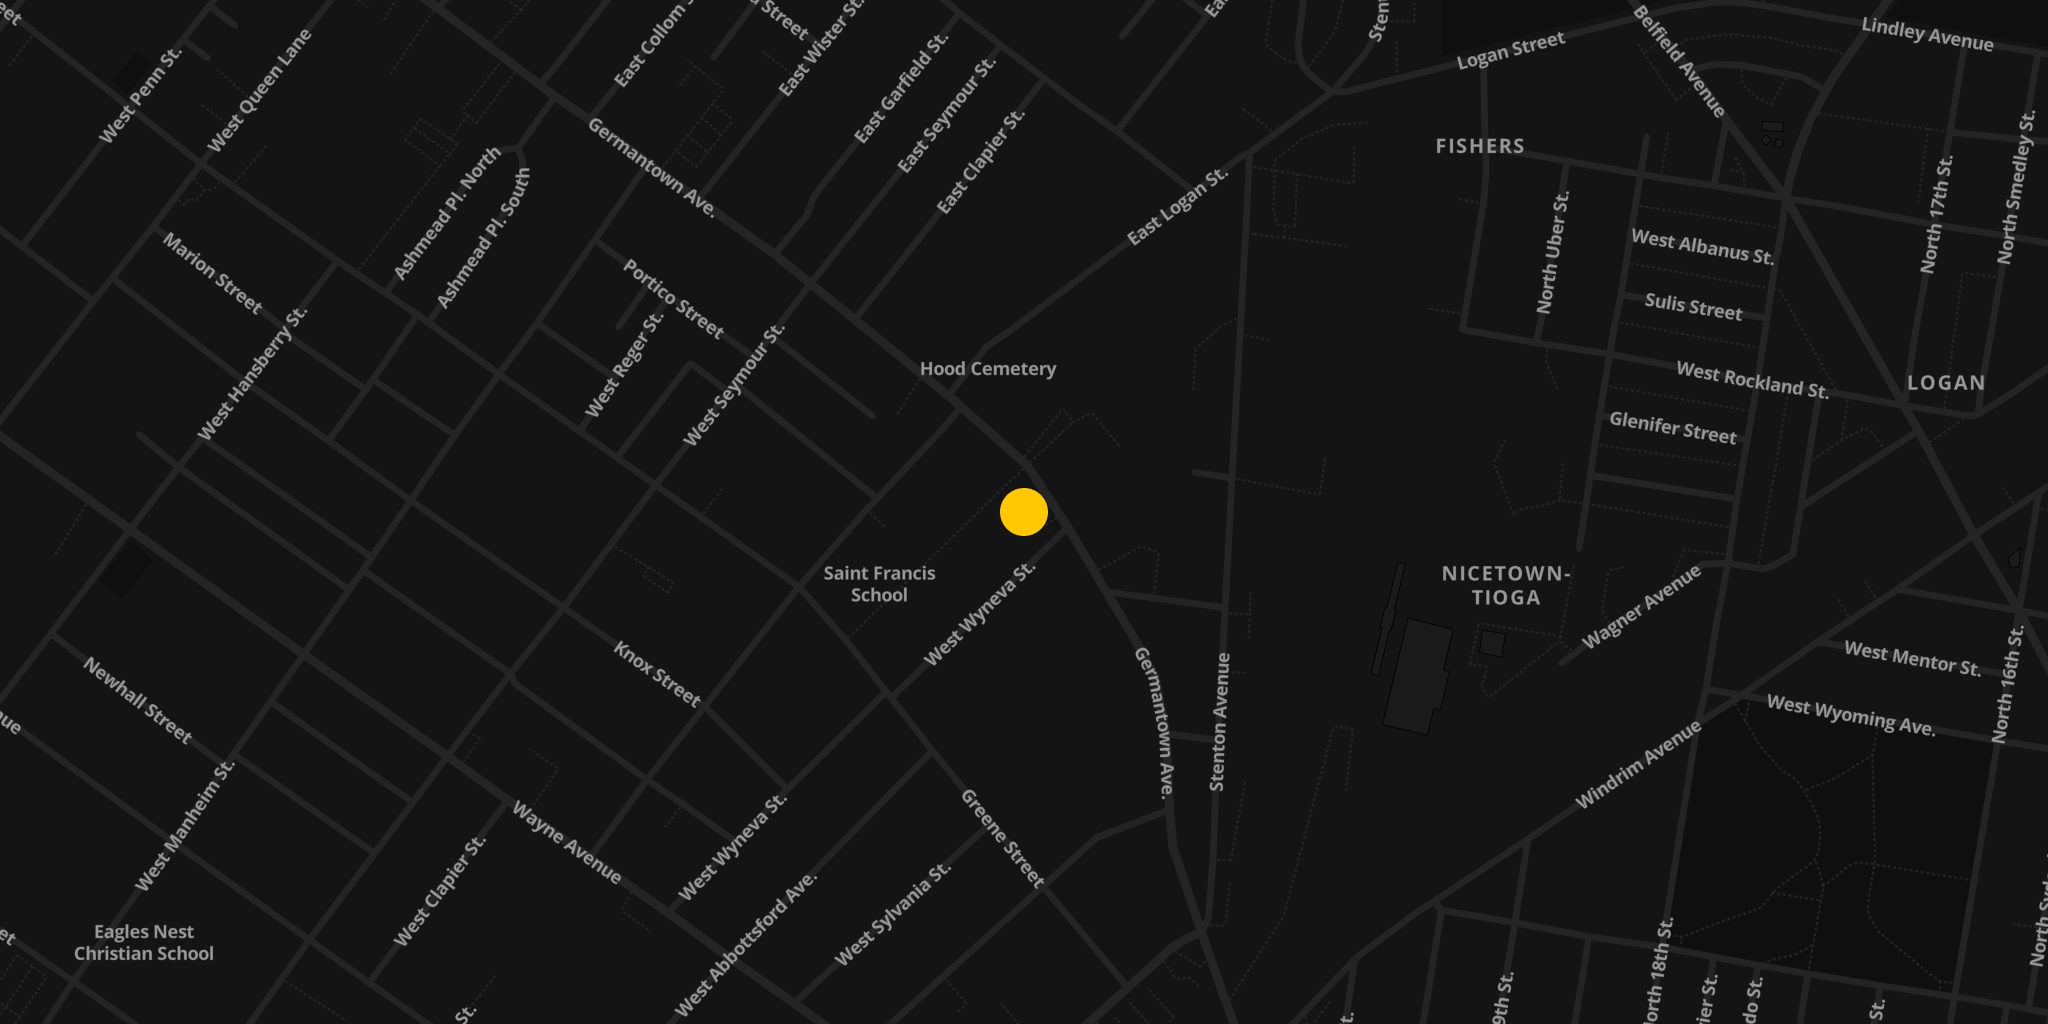 West Penn St.
West Queen Lane
East Collom
Street
East Wister St.
East Garfield St.
East Seymour St.
East Clapier St.
Logan Street
Belfield Avenue
Lindley Avenue
Germantown Ave.
FISHERS
Ashmead Pl. North
Ashmead Pl. South
East Logan St.
North Uber St.
North 17th St.
North Smedley St.
Marion Street
Portico Street
West Albanus St.
Sulis Street
West Hansberry St.
West Reger St.
West Seymour St.
Hood Cemetery
West Rockland St.
LOGAN
Glenifer Street
Saint Francis
School
West Wyneva St.
NICETOWN-
TIOGA
Wagner Avenue
Newhall Street
Knox Street
Germantown Ave.
Stenton Avenue
West Mentor St.
North 16th St.
West Wyoming Ave.
Windrim Avenue
West Manheim St.
West Clapier St.
Wayne Avenue
West Wyneva St.
Greene Street
West Abbottsford Ave.
West Sylvania St.
Eagles Nest
Christian School
North 18th St.
9th St.
St.
St.